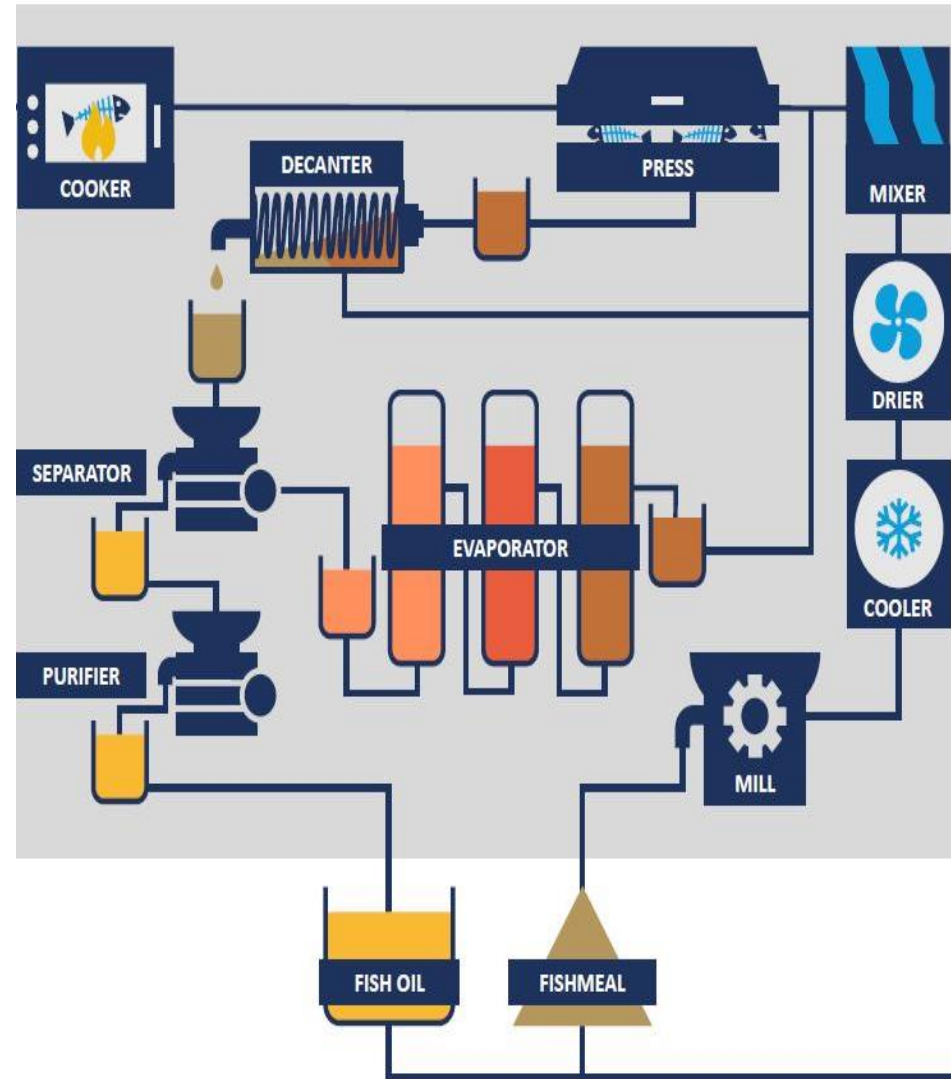 COOKER
DECANTER
PRESS
MIXER
DRIER
SEPARATOR
EVAPORATOR
COOLER
PURIFIER
MILL
FISH OIL
FISHMEAL